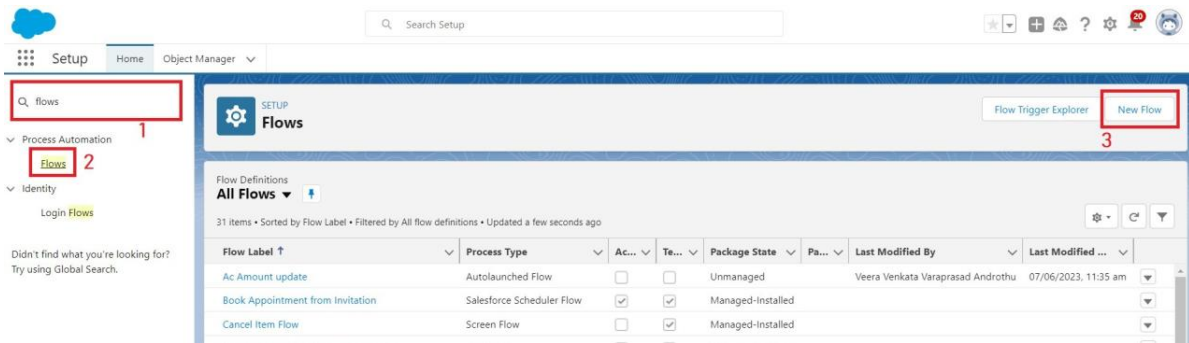 Search Setup
20
Setup Home Object Manager
flows
1
Process Automation
Flows
2
Identity
Login Flows
Didn't find what you're looking for?
Try using Global Search.
SETUP
Flows
Flow Trigger Explorer New Flow
3
Flow Definitions
All Flows
31 items • Sorted by Flow Label • Filtered by All flow definitions • Updated a few seconds ago
Flow Label ↑ Process Type Ac... Te... Package State Pa... Last Modified By Last Modified ...
Ac Amount update Autolaunched Flow Unmanaged Veera Venkata Varaprasad Androthu 07/06/2023, 11:35 am
Book Appointment from Invitation Salesforce Scheduler Flow Managed-Installed
Cancel Item Flow Screen Flow Managed-Installed